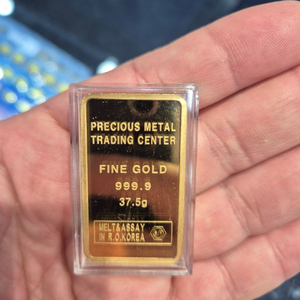 PRECIOUS METAL
TRADING CENTER
FINE GOLD
999.9
37.5g
MELT&ASSAY
IN R.O.KOREA